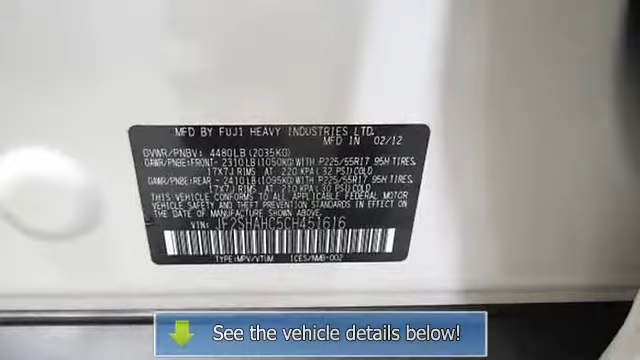 MFD BY FUJI HEAVY INDUSTRIES LTD.
MFD IN 02/12
GVWR/PNBV: 4480LB (2035KG)
GAWR/PNBE:FRONT- 2310LB(1050KG)WITH P225/55R17 95H TIRES,
17X7J RIMS AT 220 KPA( 32 PSI)COLD
GAWR/PNBE:REAR - 2410LB(1095KG)WITH P225/55R17 95H TIRES,
17X7J RIMS AT 210 KPA( 30 PSI)COLD
THIS VEHICLE CONFORMS TO ALL APPLICABLE FEDERAL MOTOR
VEHICLE SAFETY AND THEFT PREVENTION STANDARDS IN EFFECT ON
THE DATE OF MANUFACTURE SHOWN ABOVE.
VIN: JF2SHAHC5CH451616
TYPE:MPV/VTUM ICES/NMB-002
See the vehicle details below!